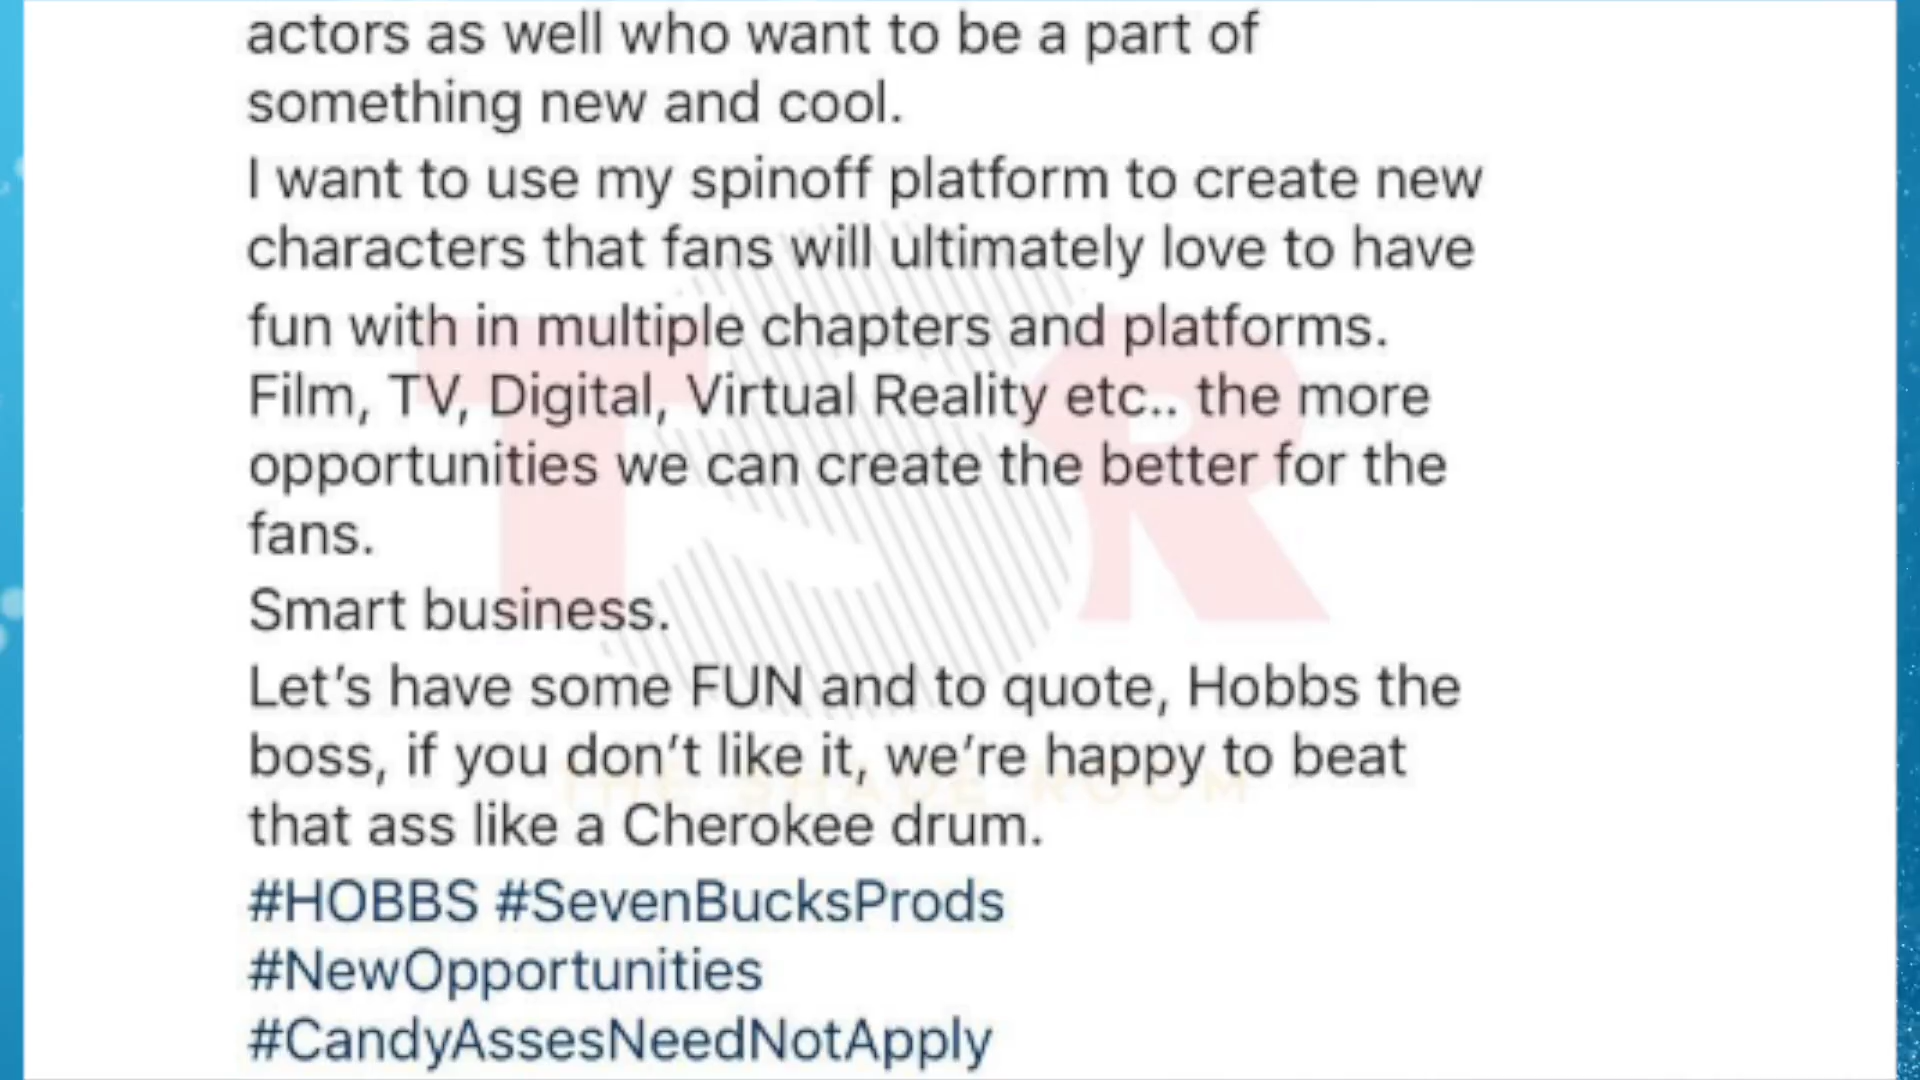 actors as well who want to be a part of
something new and cool.
I want to use my spinoff platform to create new
characters that fans will ultimately love to have
fun with in multiple chapters and platforms.
Film, TV, Digital, Virtual Reality etc.. the more
opportunities we can create the better for the
fans.
Smart business.
Let’s have some FUN and to quote, Hobbs the
boss, if you don’t like it, we’re happy to beat
that ass like a Cherokee drum.
#HOBBS #SevenBucksProds
#NewOpportunities
#CandyAssesNeedNotApply
TSR
THE SHADE ROOM